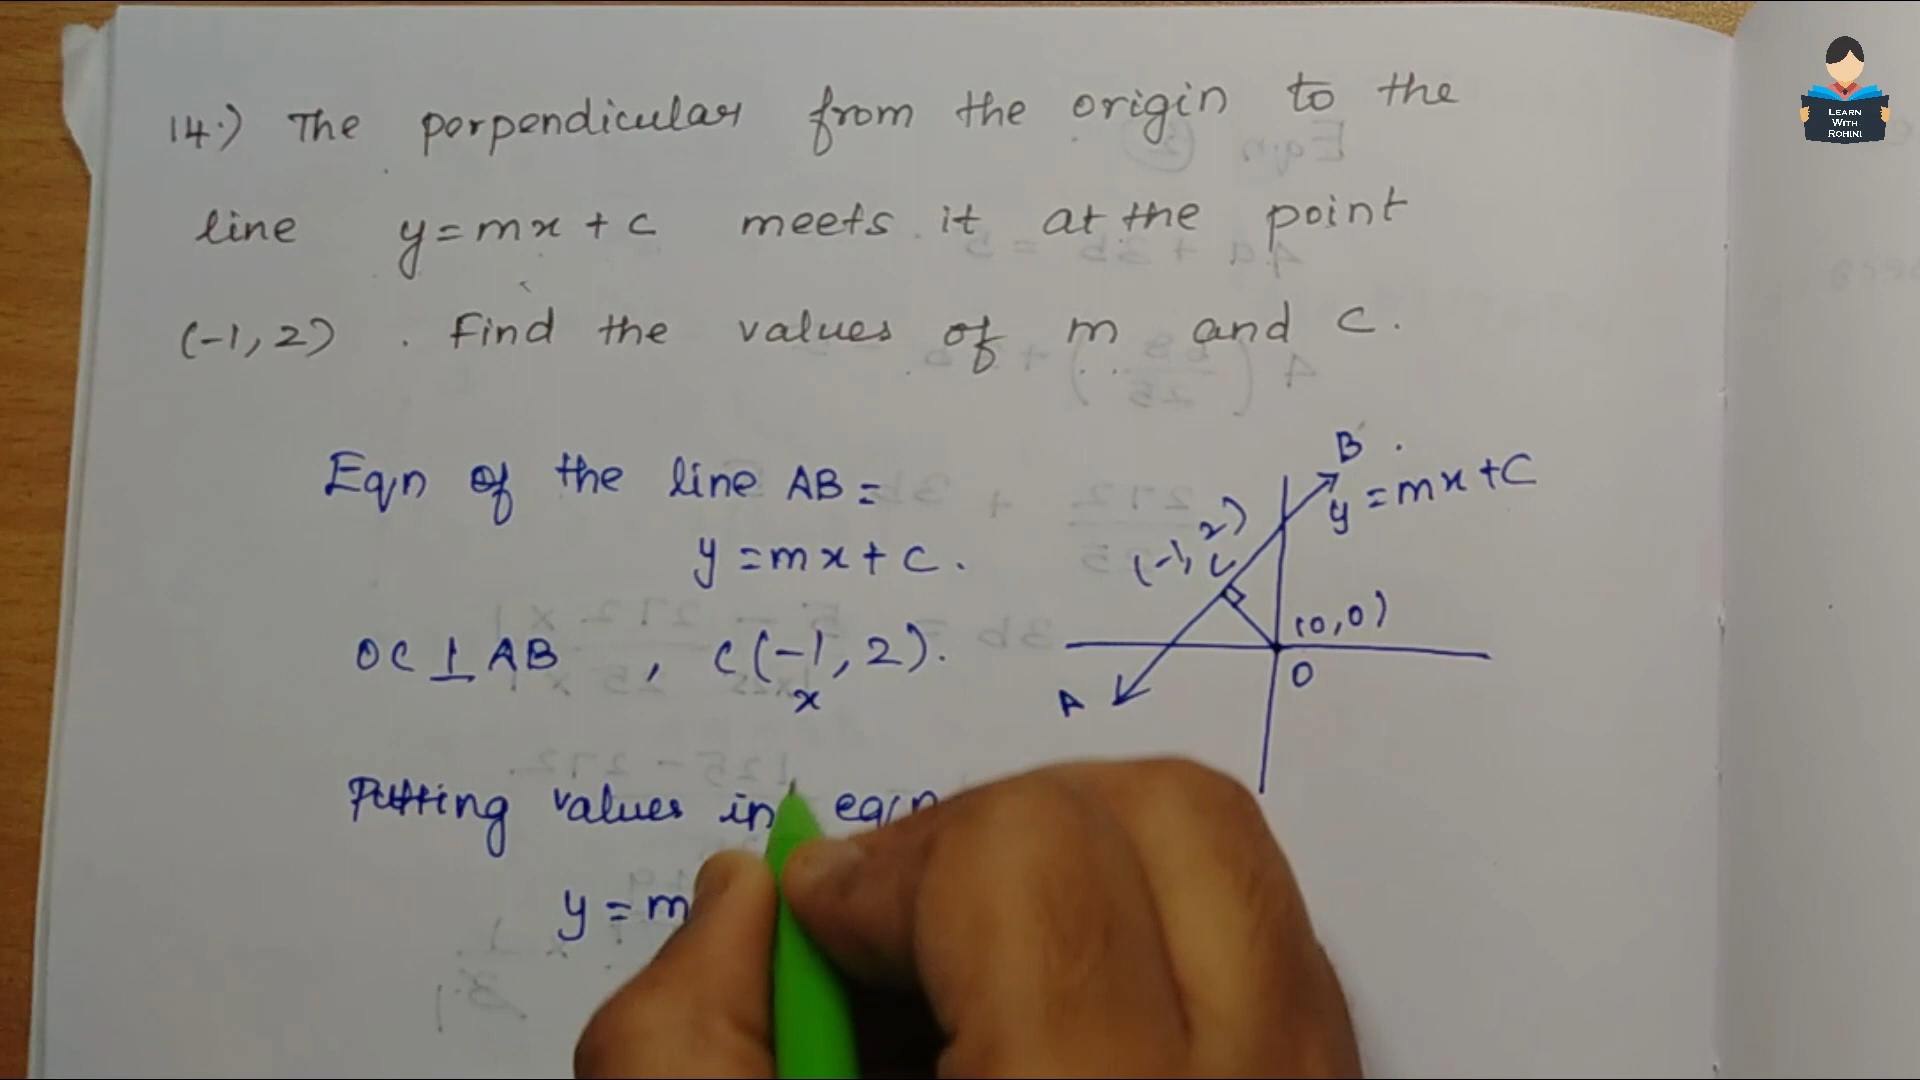 14.) The perpendicular from the origin to the
line y=mx+c meets it at the point
(-1,2). Find the values of m and c.
Eqn of the line AB=
y=mx+c.
OC⊥AB, C(-1,2).
x
Putting values in eqn
y=m
B
y=mx+c
(-1,2)
C
(0,0)
O
A
LEARN
WITH
ROHINI